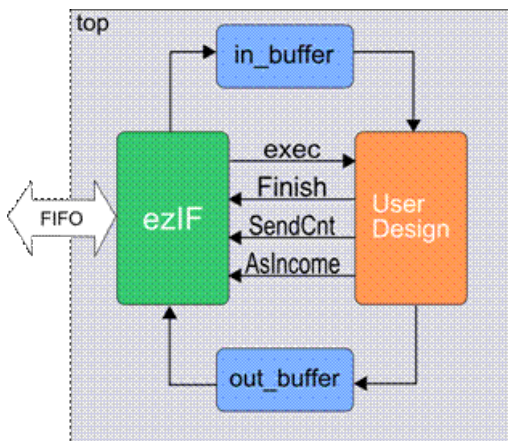 top
in_buffer
exec
Finish
SendCnt
AsIncome
FIFO
ezIF
User
Design
out_buffer